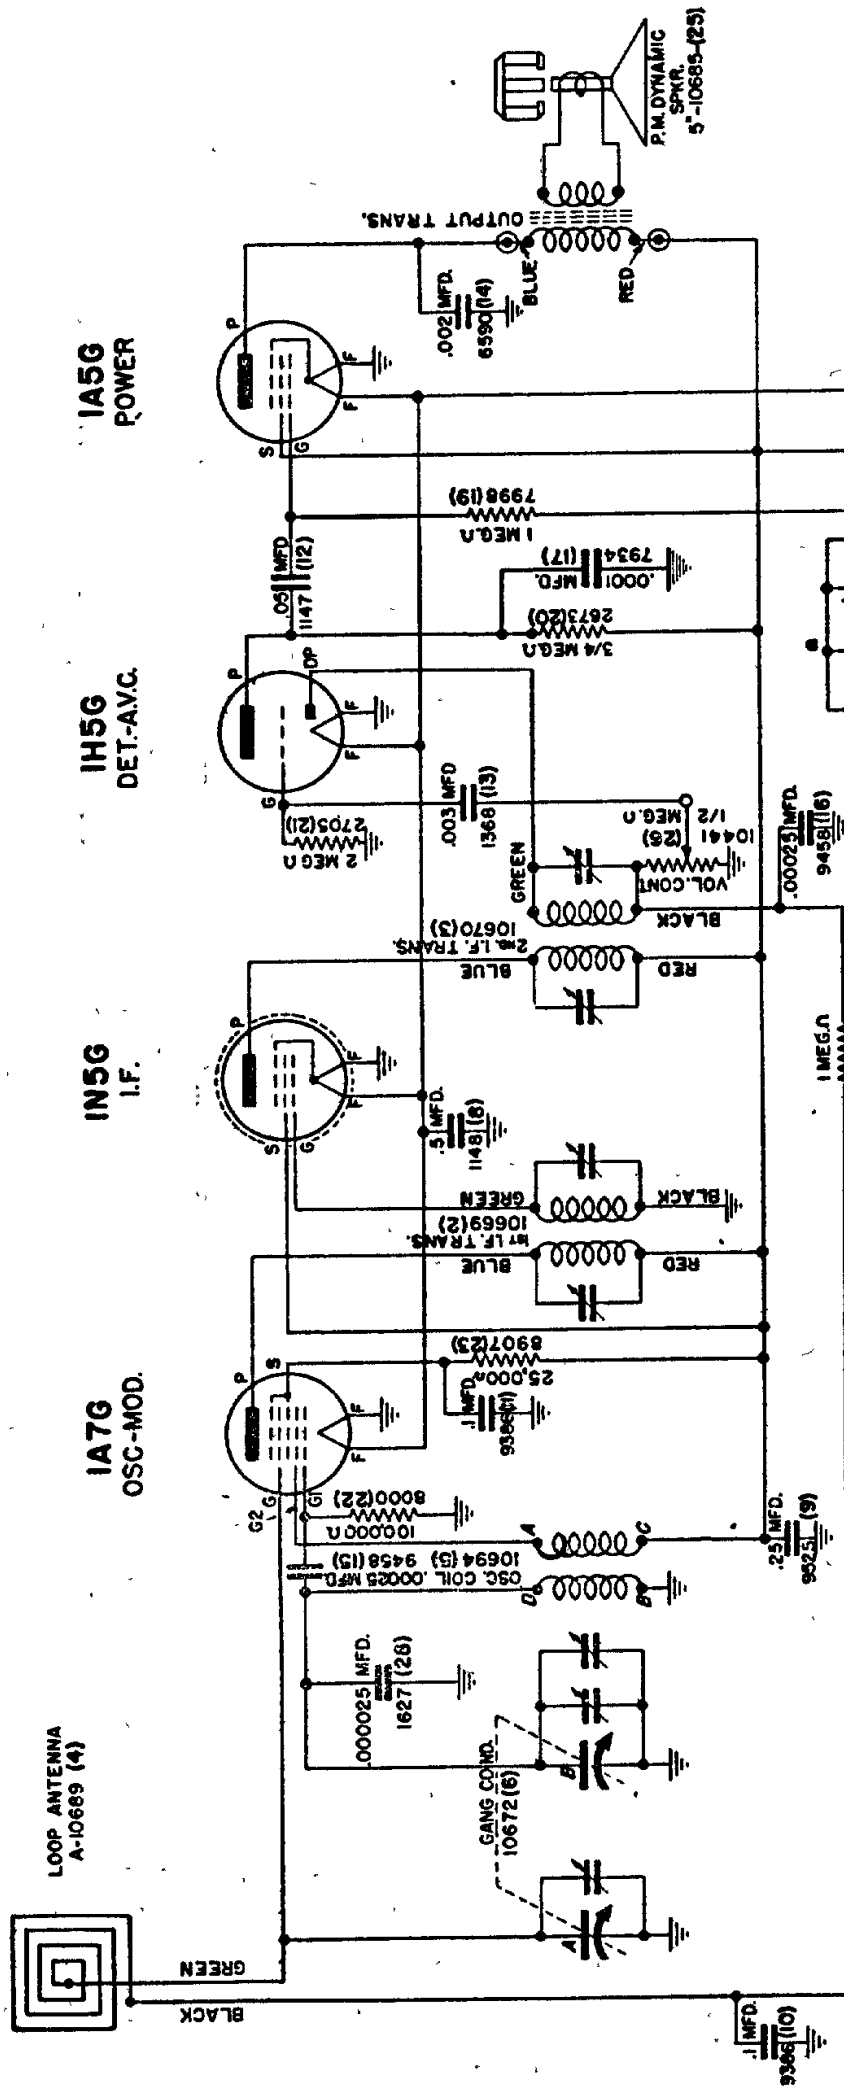 LOOP ANTENNA
A-10689 (4)
GREEN
BLACK
.1 MFD.
9386 (10)
1A7G
OSC-MOD.
P
S
G2
G
G1
F
F
100,000Ω
8000 (22)
OSC. COIL
10694 (5)
.00025 MFD.
9458 (15)
.000025 MFD.
1627 (28)
GANG COND.
10672 (6)
A
B
A
C
D
B
.25 MFD.
9525 (9)
.1 MFD.
9386 (11)
25,000Ω
8907 (23)
1ST I.F. TRANS.
10669 (2)
BLUE
RED
GREEN
BLACK
1N5G
I.F.
P
S
G
F
F
.5 MFD.
1148 (8)
2ND. I.F. TRANS.
10670 (3)
BLUE
RED
GREEN
BLACK
1H5G
DET.-A.V.C.
P
DP
G
F
F
2 MEG Ω
2705 (21)
.003 MFD
1368 (13)
VOL. CONT
10441
(26)
1/2 MEG.Ω
.00025 MFD.
9458 (16)
1 MEG.Ω
.05 MFD
1147 (12)
3/4 MEG.Ω
2673 (20)
.0001 MFD.
7934 (17)
1A5G
POWER
P
S
G
F
F
1 MEG.Ω
7998 (19)
.002 MFD.
6590 (14)
OUTPUT TRANS.
BLUE
RED
P.M. DYNAMIC
SPKR.
5"-10685-(25)